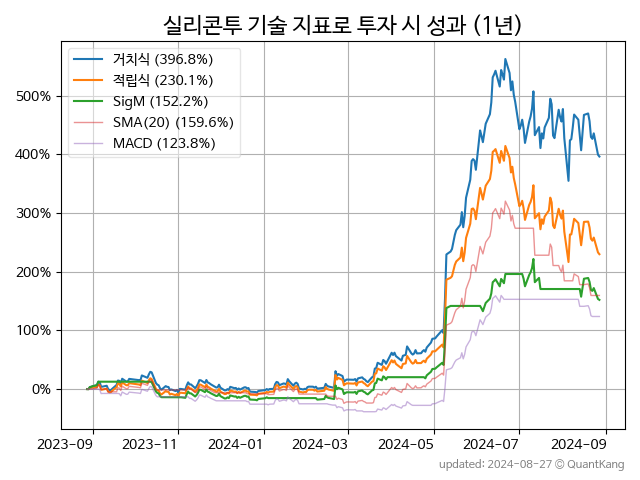 실리콘투 기술 지표로 투자 시 성과 (1년)
거치식 (396.8%)
적립식 (230.1%)
SigM (152.2%)
SMA(20) (159.6%)
MACD (123.8%)
500%
400%
300%
200%
100%
0%
2023-09 2023-11 2024-01 2024-03 2024-05 2024-07 2024-09
updated: 2024-08-27 © QuantKang